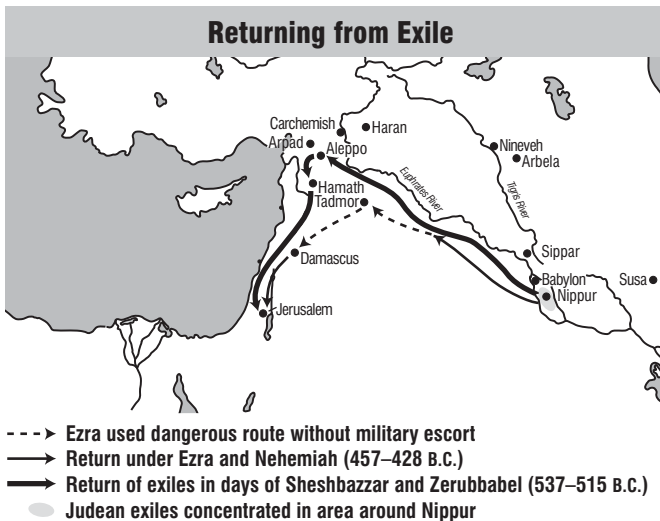 Returning from Exile
Carchemish
Haran
Arpad
Aleppo
Nineveh
Arbela
Hamath
Tadmor
Euphrates River
Tigris River
Damascus
Sippar
Babylon
Nippur
Susa
Jerusalem
Ezra used dangerous route without military escort
Return under Ezra and Nehemiah (457–428 B.C.)
Return of exiles in days of Sheshbazzar and Zerubbabel (537–515 B.C.)
Judean exiles concentrated in area around Nippur